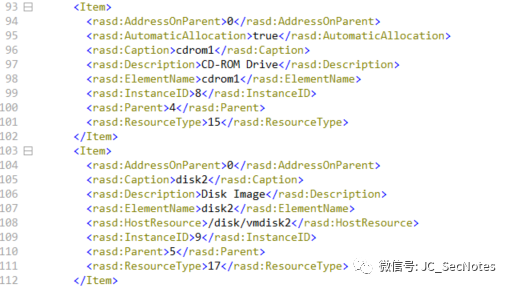 93 <Item>
94 <rasd:AddressOnParent>0</rasd:AddressOnParent>
95 <rasd:AutomaticAllocation>true</rasd:AutomaticAllocation>
96 <rasd:Caption>cdrom1</rasd:Caption>
97 <rasd:Description>CD-ROM Drive</rasd:Description>
98 <rasd:ElementName>cdrom1</rasd:ElementName>
99 <rasd:InstanceID>8</rasd:InstanceID>
100 <rasd:Parent>4</rasd:Parent>
101 <rasd:ResourceType>15</rasd:ResourceType>
102 </Item>
103 <Item>
104 <rasd:AddressOnParent>0</rasd:AddressOnParent>
105 <rasd:Caption>disk2</rasd:Caption>
106 <rasd:Description>Disk Image</rasd:Description>
107 <rasd:ElementName>disk2</rasd:ElementName>
108 <rasd:HostResource>/disk/vmdisk2</rasd:HostResource>
109 <rasd:InstanceID>9</rasd:InstanceID>
110 <rasd:Parent>5</rasd:Parent>
111 <rasd:ResourceType>17</rasd:ResourceType>
微信号: JC_SecNotes
112 </Item>